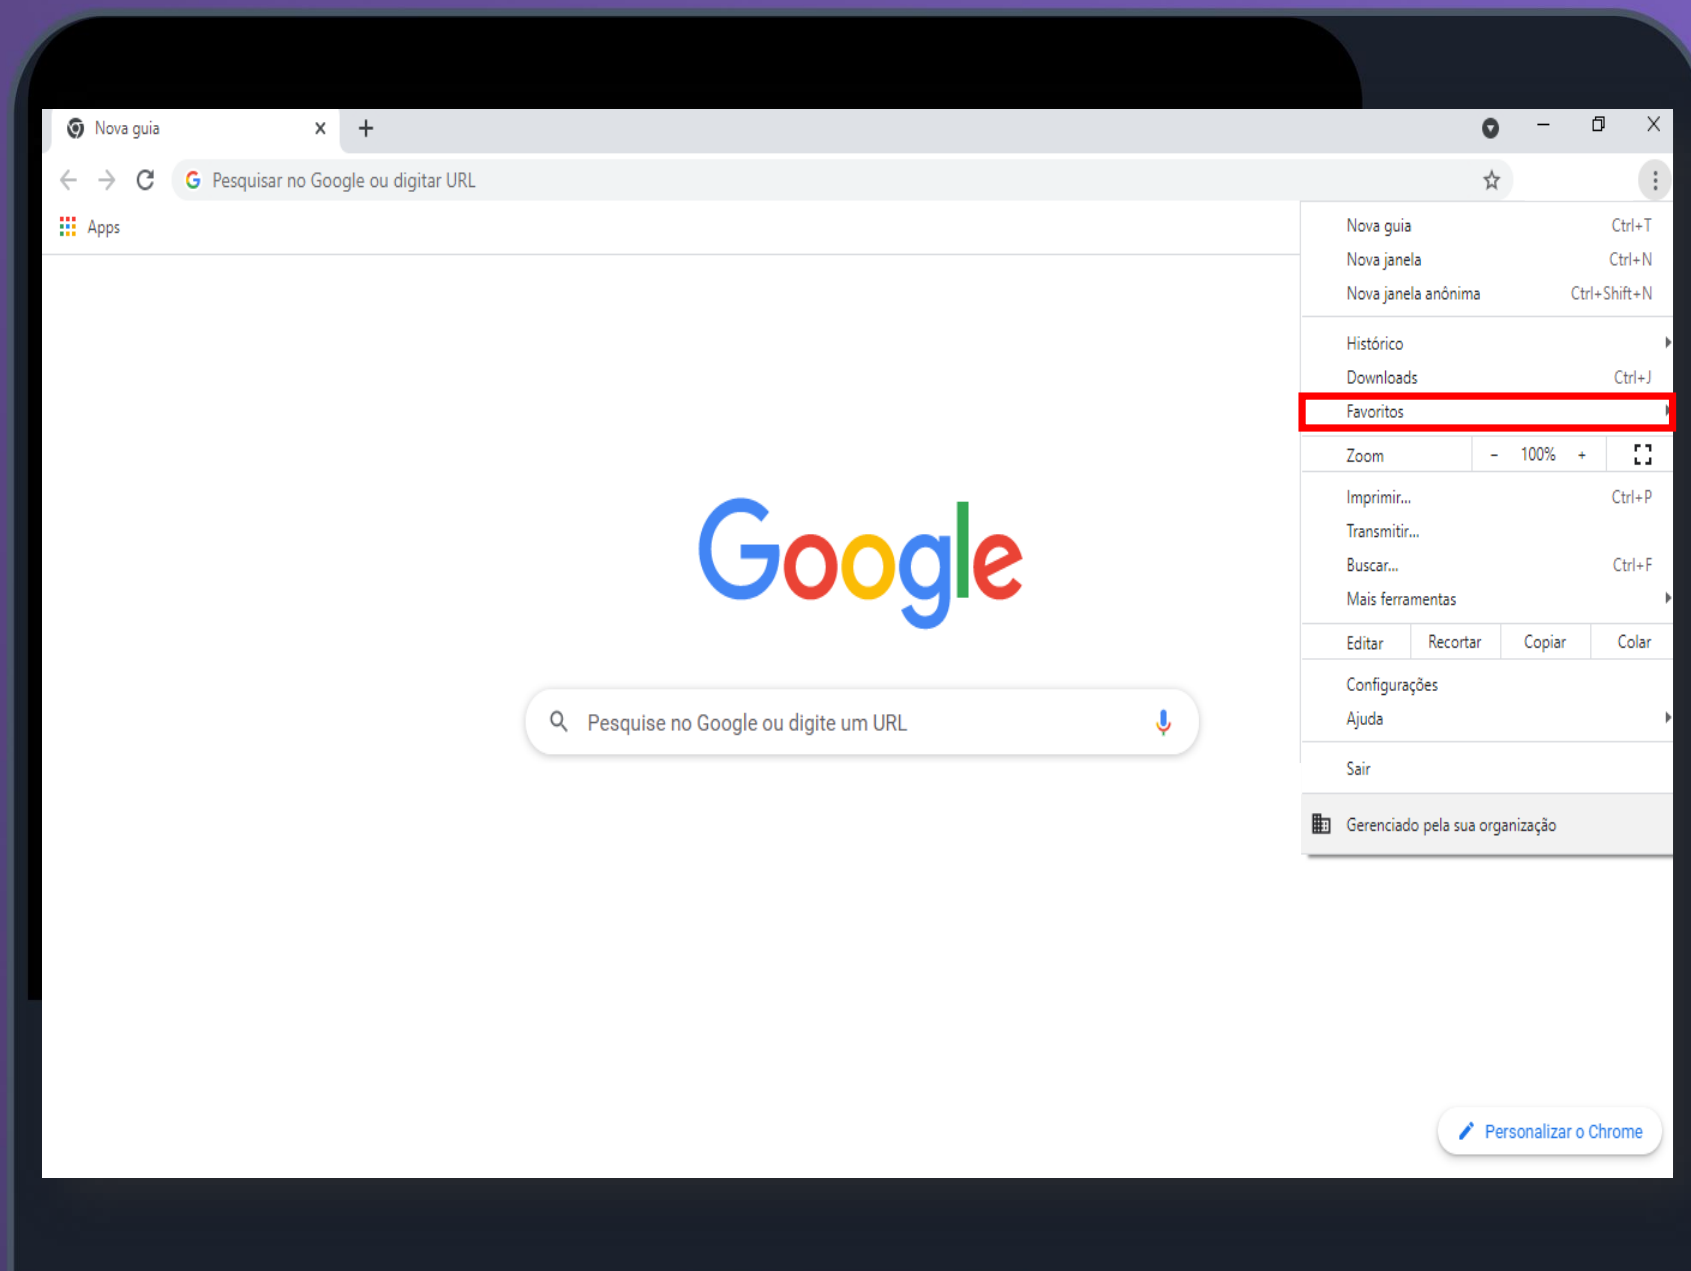 Nova guia
Pesquisar no Google ou digitar URL
Apps
Nova guia Ctrl+T
Nova janela Ctrl+N
Nova janela anônima Ctrl+Shift+N
Histórico
Downloads Ctrl+J
Favoritos
Zoom - 100% +
Imprimir... Ctrl+P
Transmitir...
Buscar... Ctrl+F
Mais ferramentas
Editar Recortar Copiar Colar
Configurações
Ajuda
Sair
Gerenciado pela sua organização
Google
Pesquise no Google ou digite um URL
Personalizar o Chrome